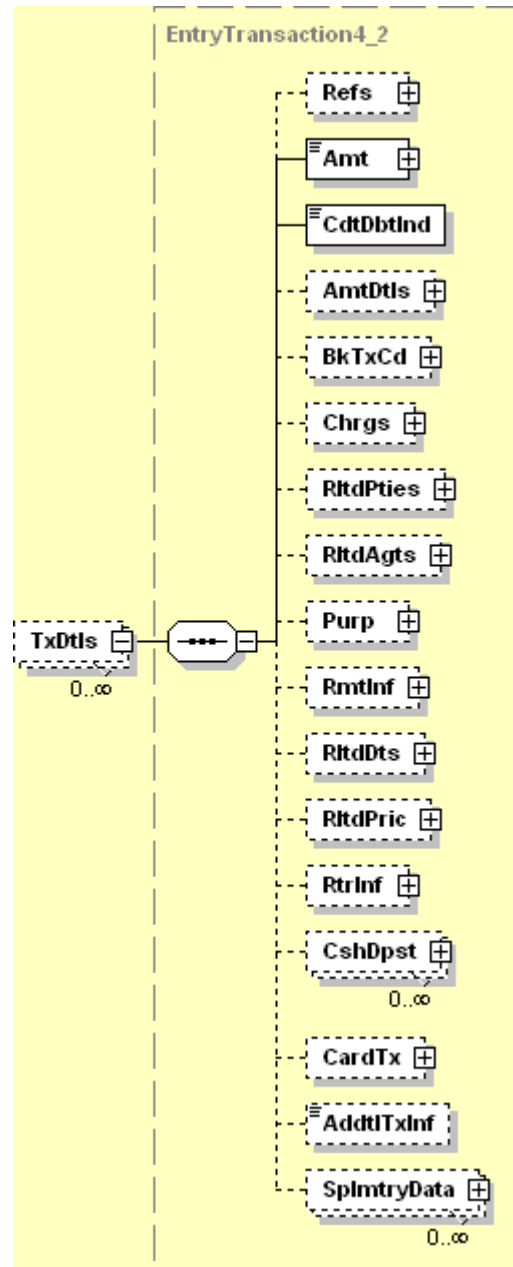 EntryTransaction4_2
Refs
Amt
CdtDbtInd
AmtDtls
BkTxCd
Chrgs
RltdPties
RltdAgts
Purp
TxDtls
0..∞
RmtInf
RltdDts
RltdPric
RtrInf
CshDpst
0..∞
CardTx
AddtlTxInf
SplmtryData
0..∞